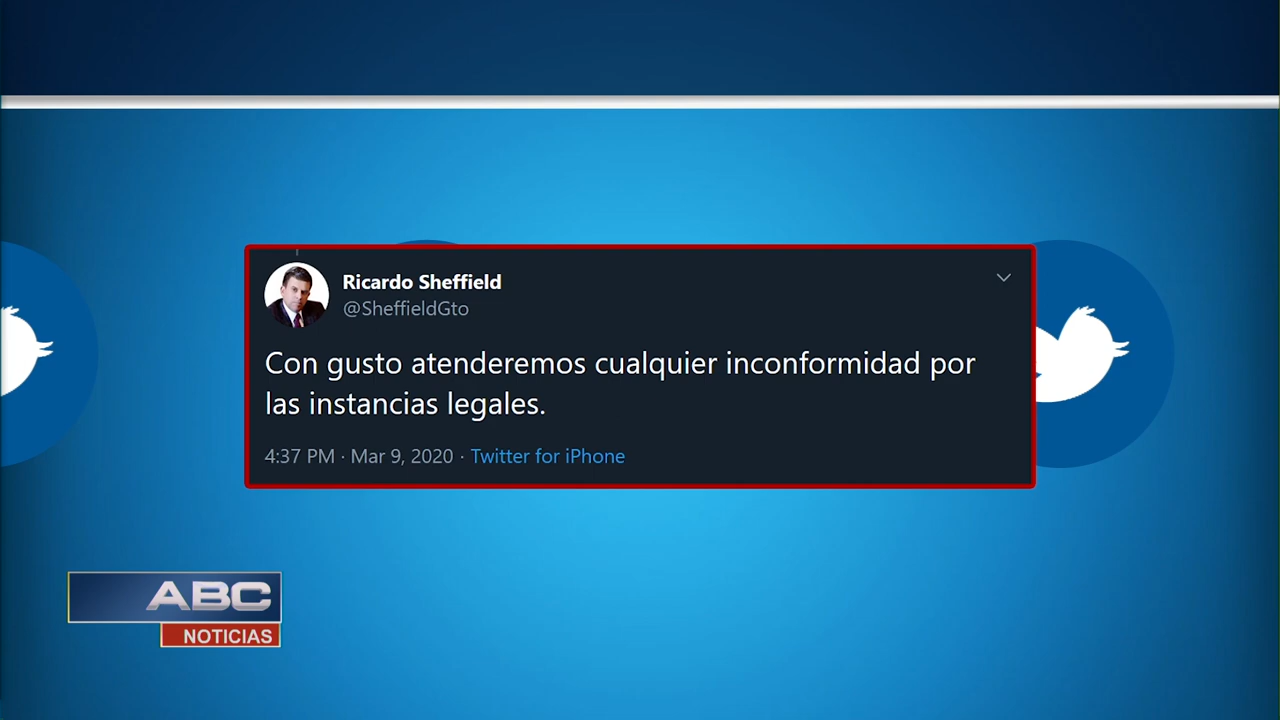 Ricardo Sheffield
@SheffieldGto
Con gusto atenderemos cualquier inconformidad por
las instancias legales.
4:37 PM · Mar 9, 2020 · Twitter for iPhone
ABC
NOTICIAS